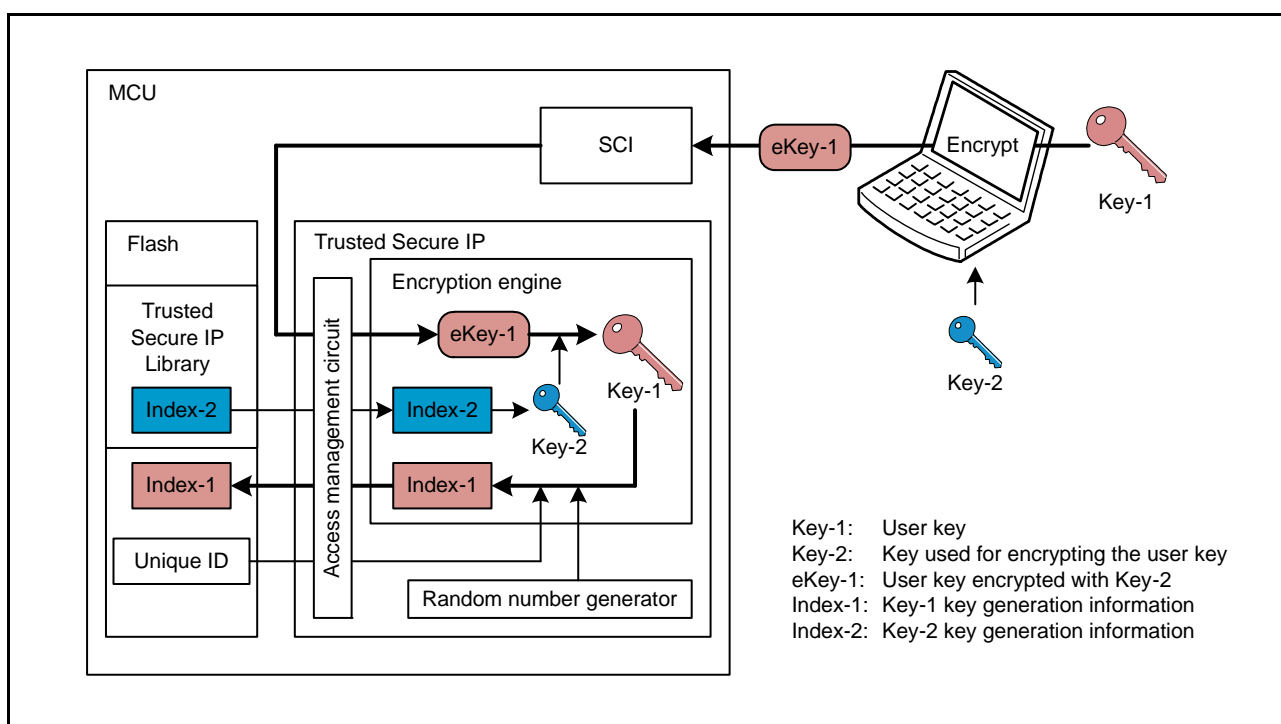 MCU
SCI
eKey-1
Encrypt
Key-1
Key-2
Flash
Trusted
Secure IP
Library
Index-2
Index-1
Unique ID
Trusted Secure IP
Access management circuit
Encryption engine
eKey-1
Key-1
Index-2
Key-2
Index-1
Random number generator
Key-1: User key
Key-2: Key used for encrypting the user key
eKey-1: User key encrypted with Key-2
Index-1: Key-1 key generation information
Index-2: Key-2 key generation information